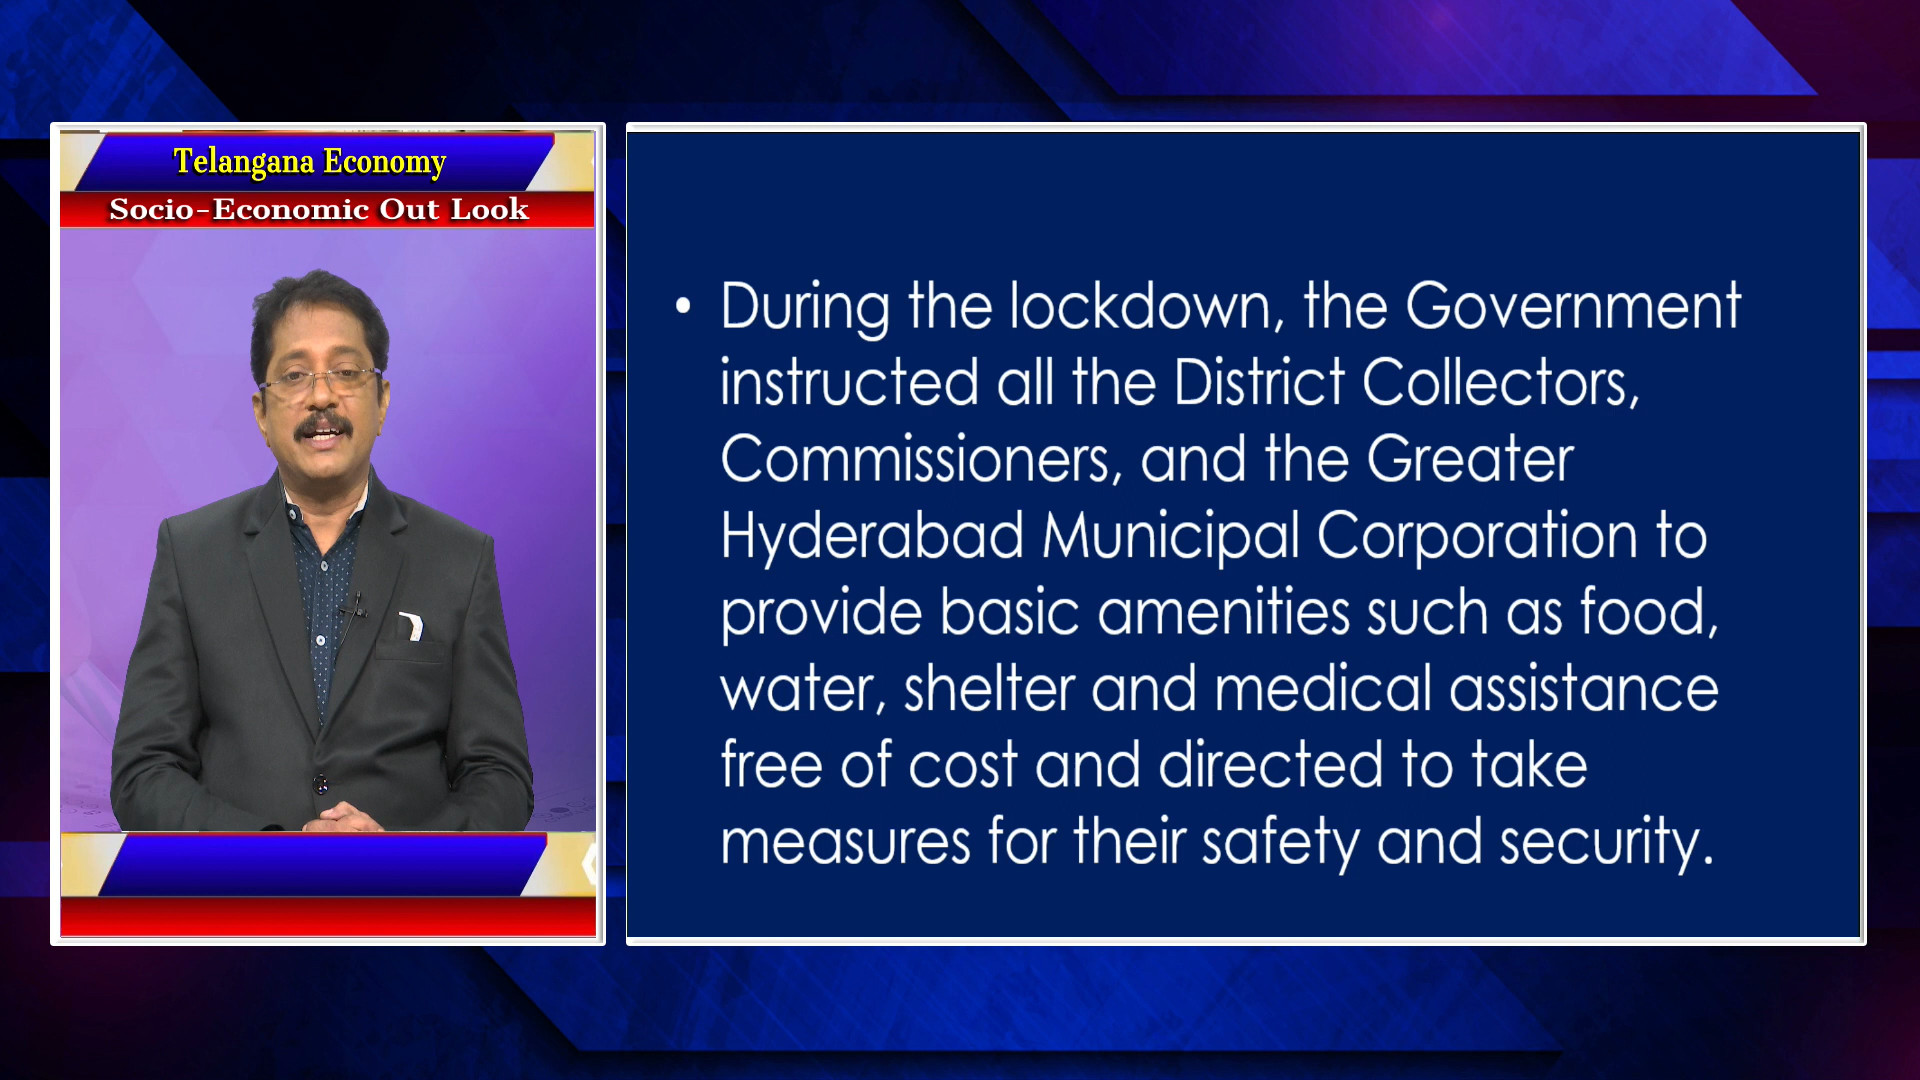 Telangana Economy
Socio-Economic Out Look
• During the lockdown, the Government
instructed all the District Collectors,
Commissioners, and the Greater
Hyderabad Municipal Corporation to
provide basic amenities such as food,
water, shelter and medical assistance
free of cost and directed to take
measures for their safety and security.